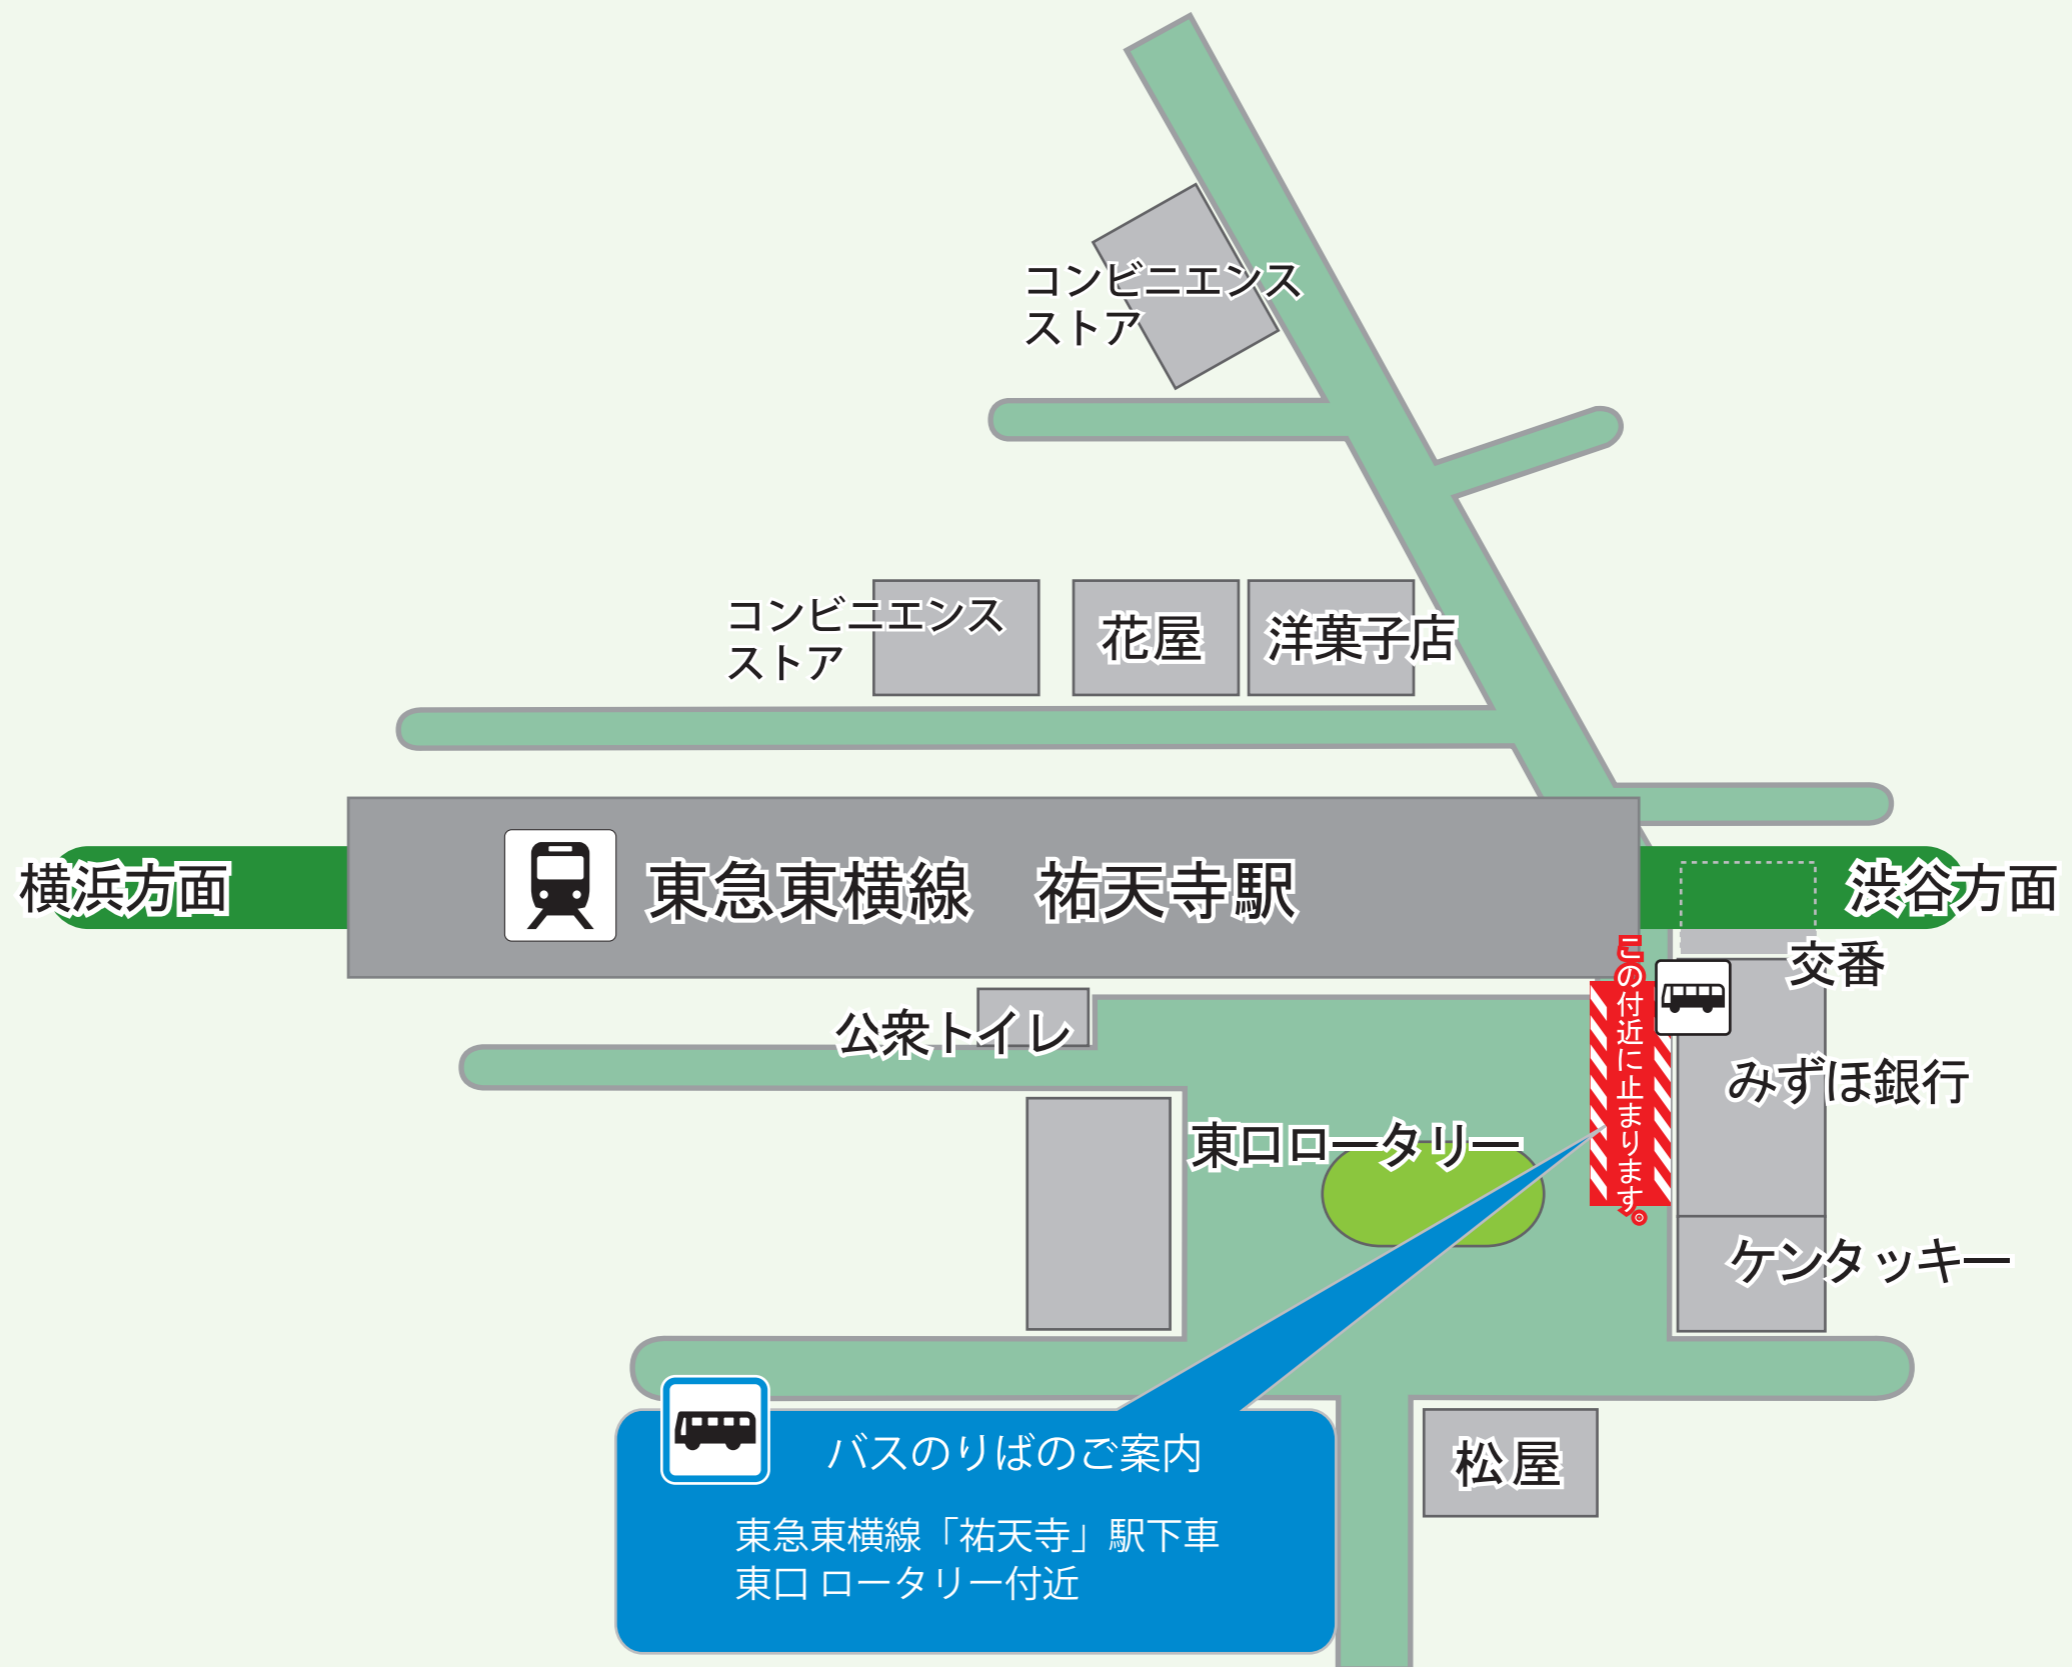 コンビニエンス
ストア
コンビニエンス
ストア
花屋
洋菓子店
横浜方面
東急東横線　祐天寺駅
渋谷方面
交番
この付近に止まります。
公衆トイレ
みずほ銀行
東口ロータリー
ケンタッキー
バスのりばのご案内
松屋
東急東横線「祐天寺」駅下車
東口 ロータリー付近